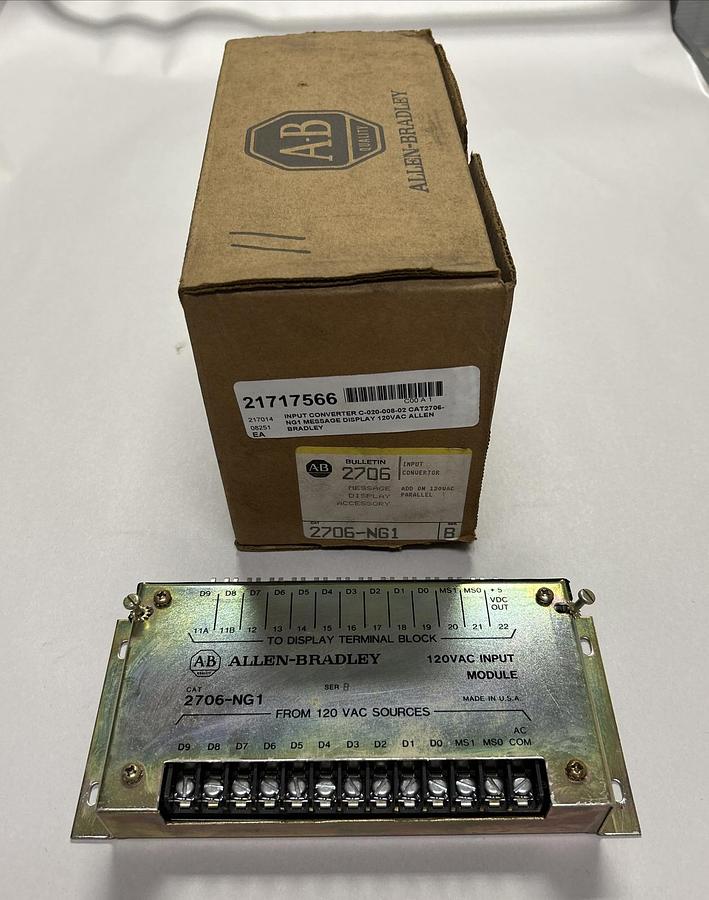 A·B
QUALITY
ALLEN-BRADLEY
11
21717566
C00 A 1
217014
08251
EA
INPUT CONVERTER C-020-008-02 CAT2706-
NG1 MESSAGE DISPLAY 120VAC ALLEN
BRADLEY
AB
BULLETIN
2706
MESSAGE
DISPLAY
ACCESSORY
INPUT
CONVERTOR
ADD ON 120VAC
PARALLEL
CAT
2706-NG1
SER
B
D9 D8 D7 D6 D5 D4 D3 D2 D1 D0 MS1 MS0 +5
VDC
OUT
11A 11B 12 13 14 15 16 17 18 19 20 21 22
TO DISPLAY TERMINAL BLOCK
A·B ALLEN-BRADLEY
120VAC INPUT
MODULE
CAT
2706-NG1
SER B
MADE IN U.S.A.
FROM 120 VAC SOURCES
D9 D8 D7 D6 D5 D4 D3 D2 D1 D0 MS1 MS0 AC
COM